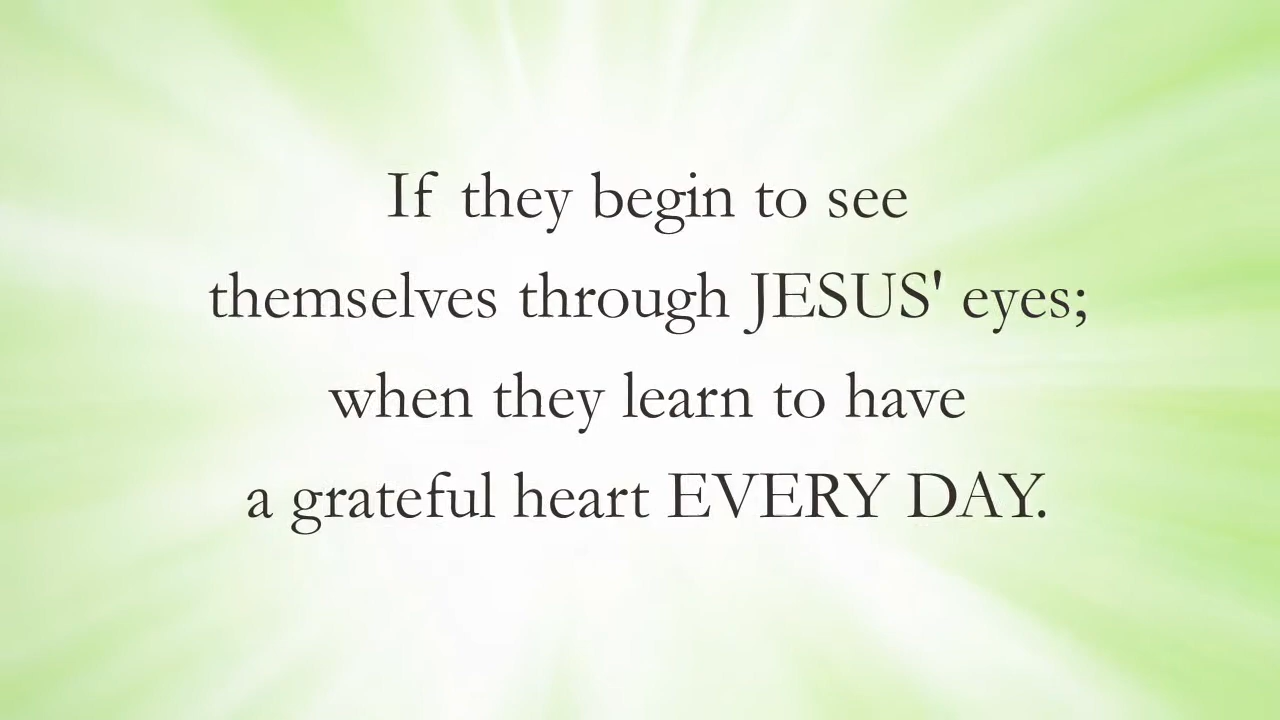 If they begin to see
themselves through JESUS' eyes;
when they learn to have
a grateful heart EVERY DAY.